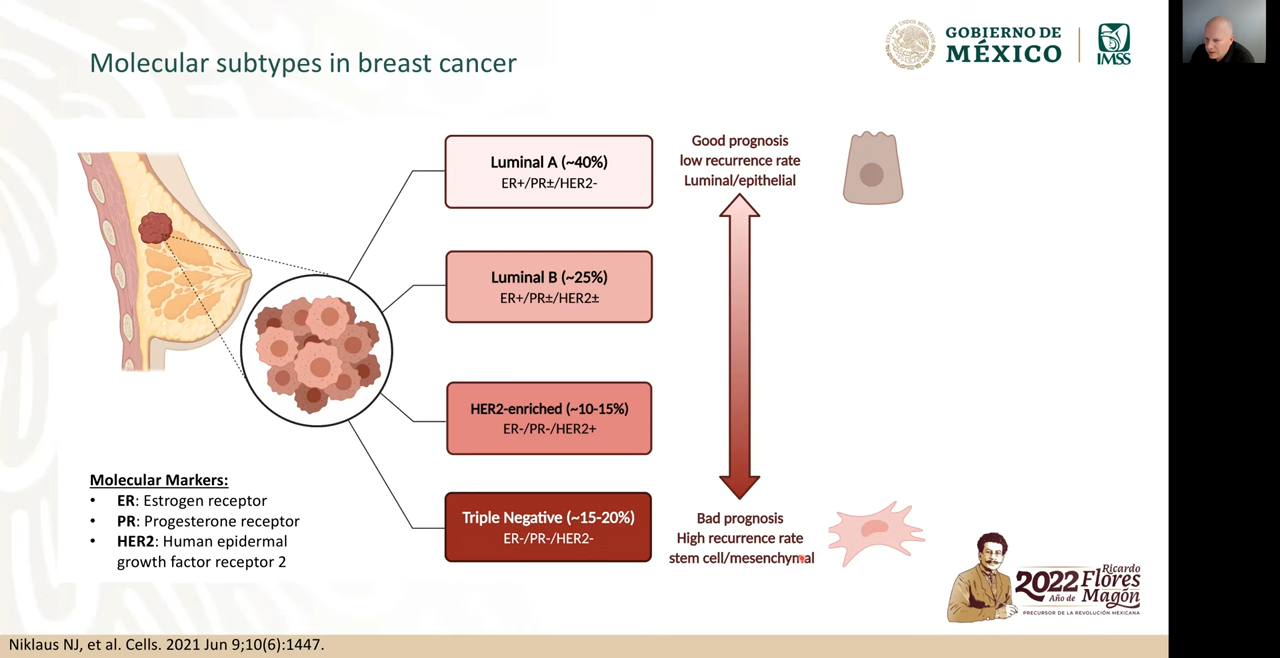 Molecular subtypes in breast cancer
GOBIERNO DE
MÉXICO
IMSS
Luminal A (~40%)
ER+/PR±/HER2-
Luminal B (~25%)
ER+/PR±/HER2±
HER2-enriched (~10-15%)
ER-/PR-/HER2+
Triple Negative (~15-20%)
ER-/PR-/HER2-
Good prognosis
low recurrence rate
Luminal/epithelial
Bad prognosis
High recurrence rate
stem cell/mesenchymal
Molecular Markers:
• ER: Estrogen receptor
• PR: Progesterone receptor
• HER2: Human epidermal
growth factor receptor 2
2022
Año de
Ricardo
Flores
Magón
PRECURSOR DE LA REVOLUCIÓN MEXICANA
Niklaus NJ, et al. Cells. 2021 Jun 9;10(6):1447.